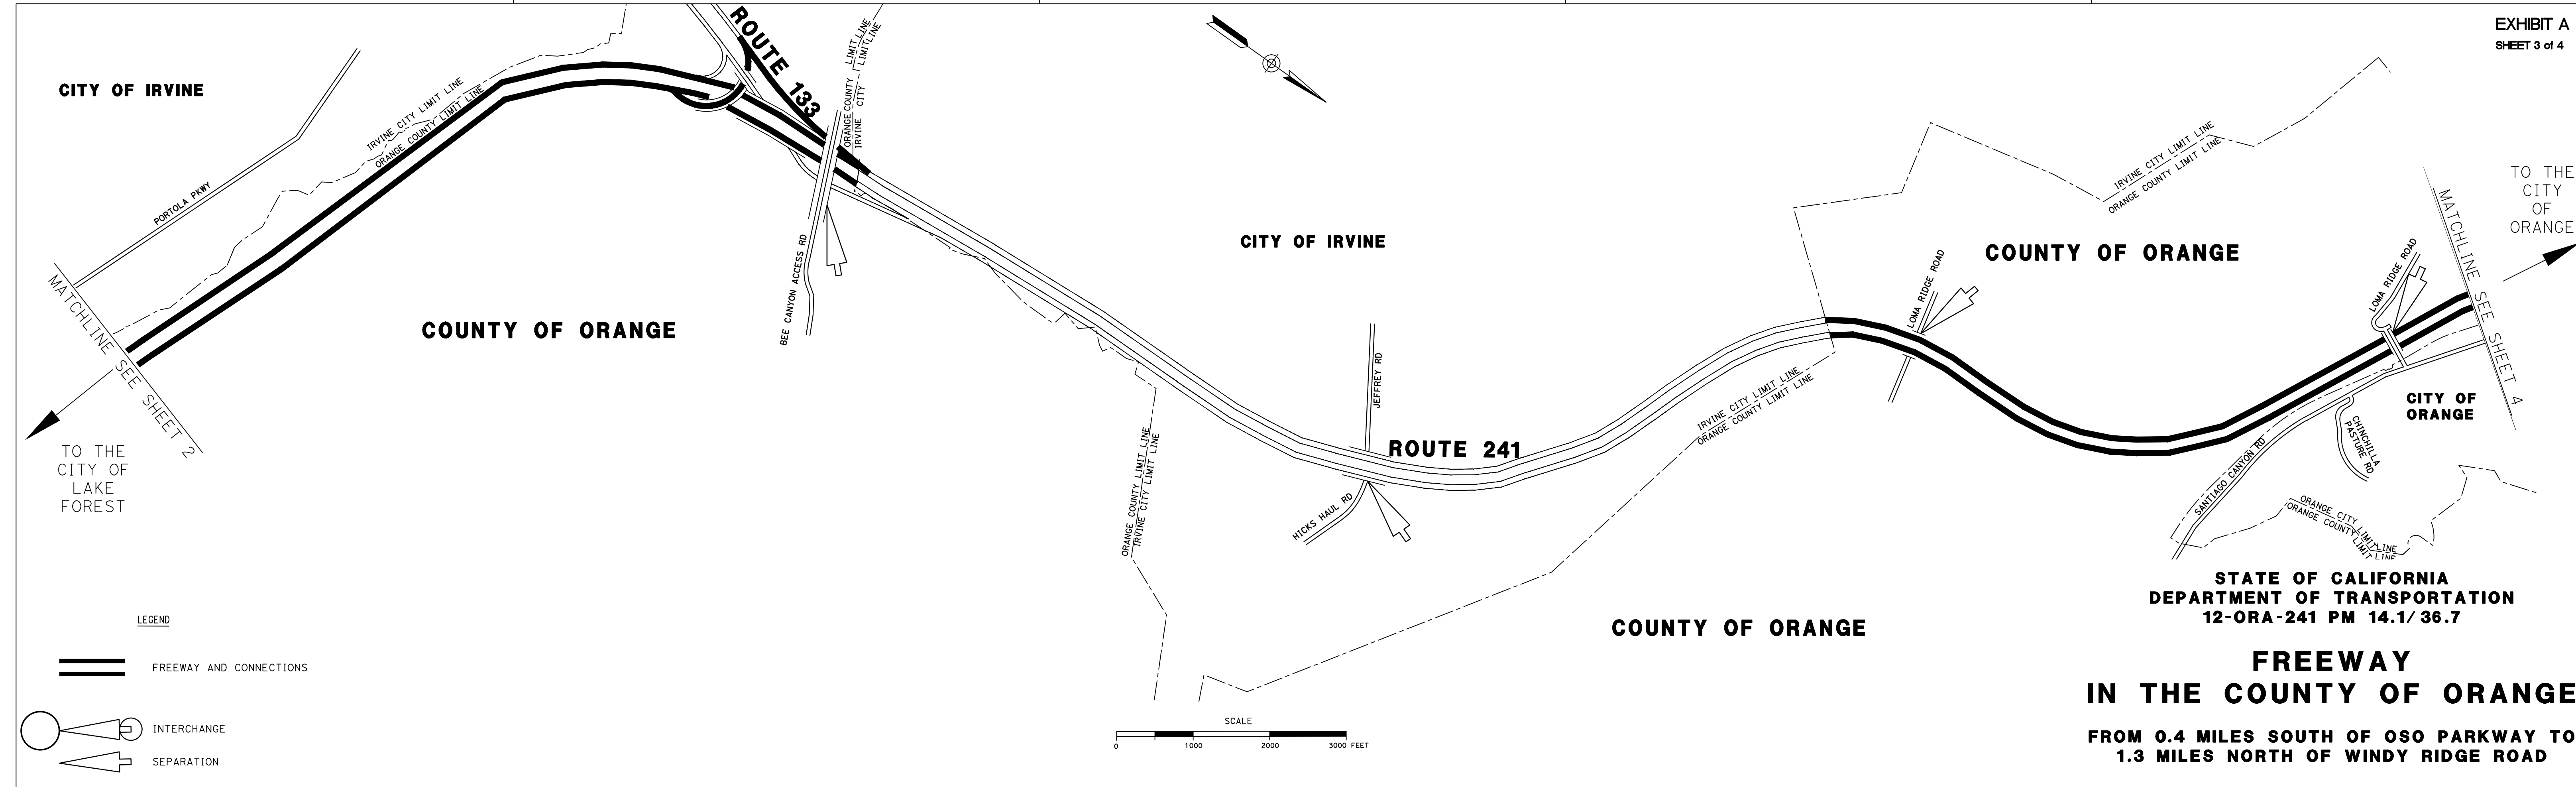 EXHIBIT A
SHEET 3 of 4
CITY OF IRVINE
PORTOLA PKWY
IRVINE CITY LIMIT LINE
ORANGE COUNTY LIMIT LINE
ROUTE 133
ORANGE COUNTY LIMIT LINE
IRVINE CITY LIMIT LINE
BEE CANYON ACCESS RD
MATCHLINE SEE SHEET 2
TO THE
CITY OF
LAKE
FOREST
COUNTY OF ORANGE
CITY OF IRVINE
ORANGE COUNTY LIMIT LINE
IRVINE CITY LIMIT LINE
JEFFREY RD
HICKS HAUL RD
ROUTE 241
IRVINE CITY LIMIT LINE
ORANGE COUNTY LIMIT LINE
IRVINE CITY LIMIT LINE
ORANGE COUNTY LIMIT LINE
COUNTY OF ORANGE
LOMA RIDGE ROAD
LOMA RIDGE ROAD
MATCHLINE SEE SHEET 4
TO THE
CITY
OF
ORANGE
CITY OF
ORANGE
CHINCHILLA
PASTURE RD
SANTIAGO CANYON RD
ORANGE CITY LIMIT LINE
ORANGE COUNTY LIMIT LINE
COUNTY OF ORANGE
STATE OF CALIFORNIA
DEPARTMENT OF TRANSPORTATION
12-ORA-241 PM 14.1/36.7
FREEWAY
IN THE COUNTY OF ORANGE
FROM 0.4 MILES SOUTH OF OSO PARKWAY TO
1.3 MILES NORTH OF WINDY RIDGE ROAD
LEGEND
FREEWAY AND CONNECTIONS
INTERCHANGE
SEPARATION
SCALE
0 1000 2000 3000 FEET